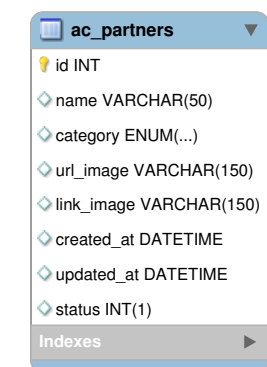 ac_partners
id INT
name VARCHAR(50)
category ENUM(...)
url_image VARCHAR(150)
link_image VARCHAR(150)
created_at DATETIME
updated_at DATETIME
status INT(1)
Indexes